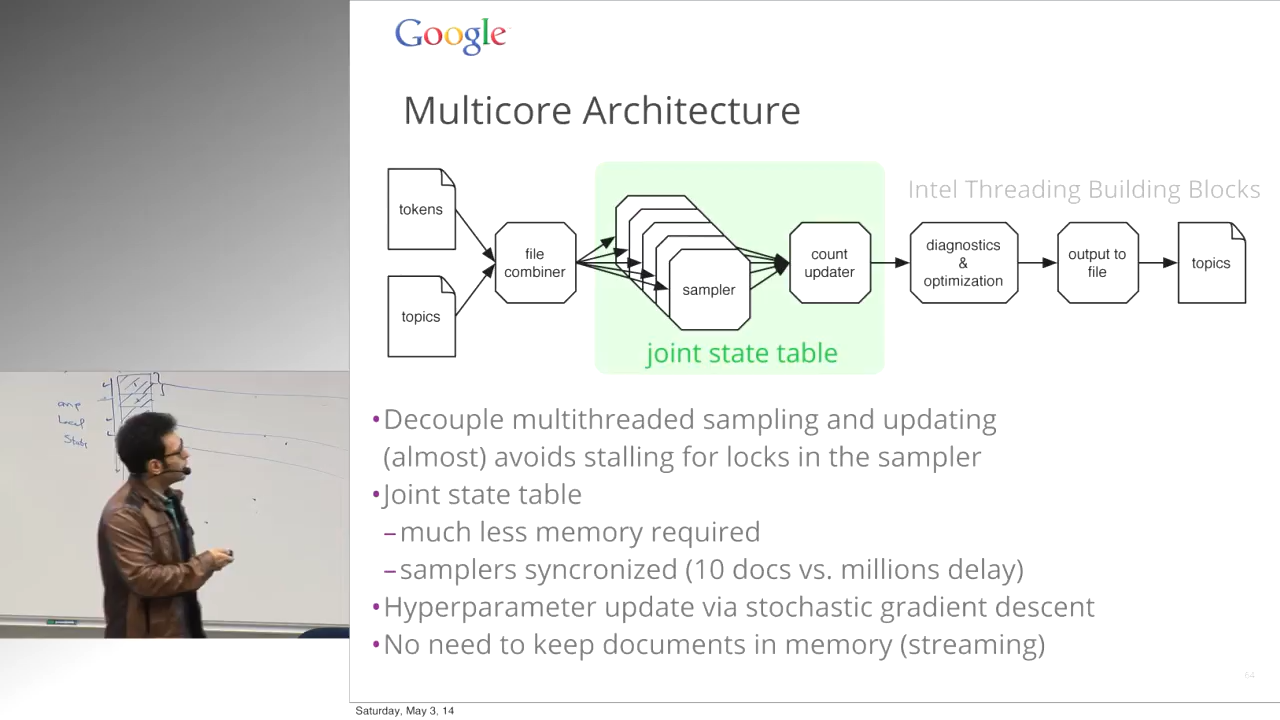 Google
Multicore Architecture
Intel Threading Building Blocks
tokens
topics
file
combiner
sampler
count
updater
diagnostics
&
optimization
output to
file
topics
joint state table
•Decouple multithreaded sampling and updating
(almost) avoids stalling for locks in the sampler
•Joint state table
–much less memory required
–samplers syncronized (10 docs vs. millions delay)
•Hyperparameter update via stochastic gradient descent
•No need to keep documents in memory (streaming)
64
Saturday, May 3, 14
Local
State